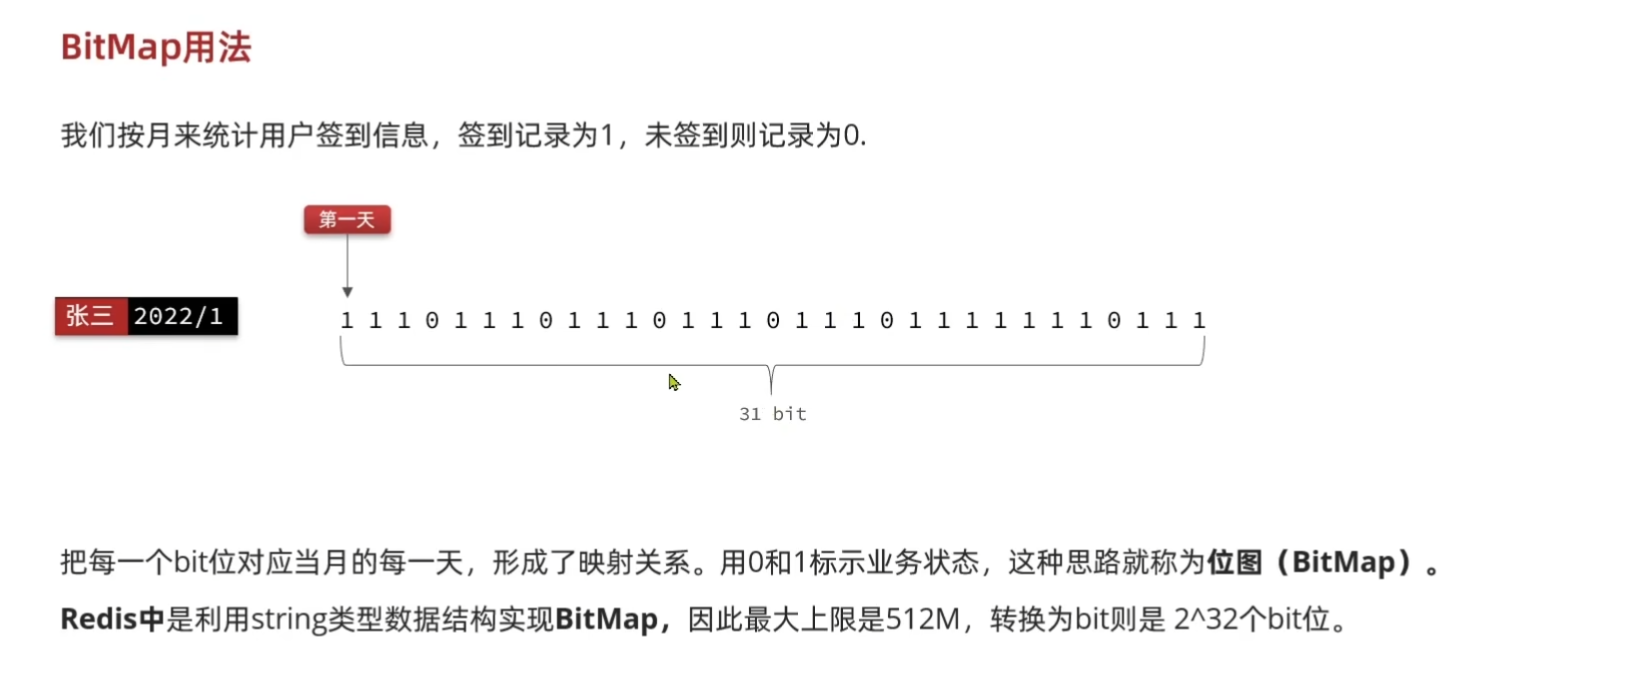 BitMap用法
我们按月来统计用户签到信息，签到记录为1，未签到则记录为0.
第一天
张三 2022/1
1 1 1 0 1 1 1 0 1 1 1 0 1 1 1 0 1 1 1 0 1 1 1 1 1 1 1 0 1 1 1
31 bit
把每一个bit位对应当月的每一天，形成了映射关系。用0和1标示业务状态，这种思路就称为位图（BitMap）。
Redis中是利用string类型数据结构实现BitMap，因此最大上限是512M，转换为bit则是 2^32个bit位。